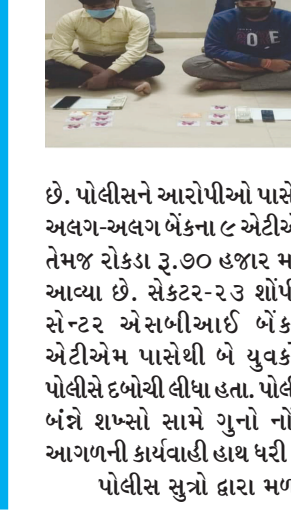 છે. પોલીસને આરોપીઓ પાસે
અલગ-અલગ બેંકના ૯ એટીએ
તેમજ રોકડા રૂ.૭૦ હજાર મ
આવ્યા છે. સેકટર-૨૩ શોપી
સેન્ટર એસબીઆઈ બેંક
એટીએમ પાસેથી બે યુવકો
પોલીસે દબોચી લીધા હતા. પોલી
બંન્ને શખ્સો સામે ગુનો નો
આગળની કાર્યવાહી હાથ ધરી
પોલીસ સુત્રો દ્વારા મળ